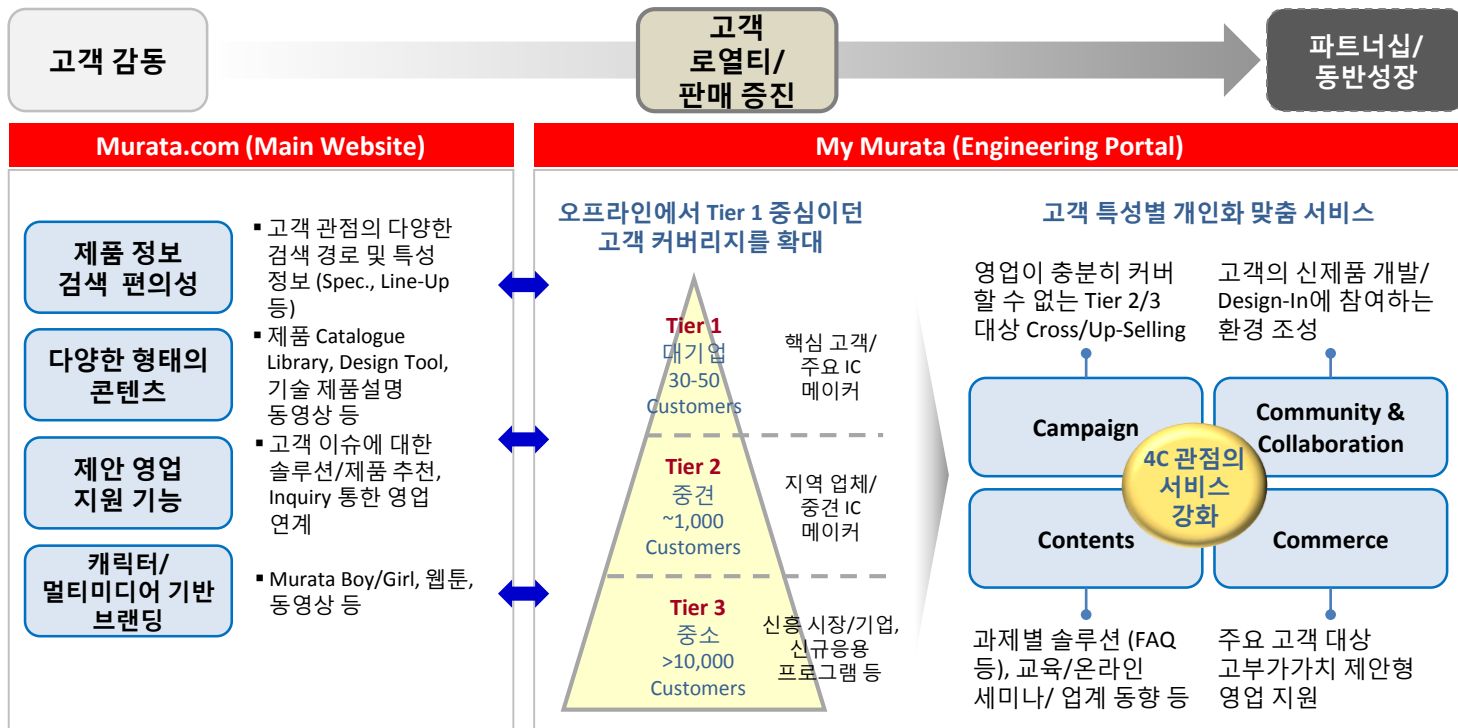 고객 감동
고객
로열티/
판매 증진
파트너십/
동반성장
Murata.com (Main Website)
제품 정보
검색 편의성
▪ 고객 관점의 다양한
검색 경로 및 특성
정보 (Spec., Line-Up
등)
다양한 형태의
콘텐츠
▪ 제품 Catalogue
Library, Design Tool,
기술 제품설명
동영상 등
제안 영업
지원 기능
▪ 고객 이슈에 대한
솔루션/제품 추천,
Inquiry 통한 영업
연계
캐릭터/
멀티미디어 기반
브랜딩
▪ Murata Boy/Girl, 웹툰,
동영상 등
My Murata (Engineering Portal)
오프라인에서 Tier 1 중심이던
고객 커버리지를 확대
Tier 1
대기업
30-50
Customers
핵심 고객/
주요 IC
메이커
Tier 2
중견
~1,000
Customers
지역 업체/
중견 IC
메이커
Tier 3
중소
>10,000
Customers
신흥 시장/기업,
신규응용
프로그램 등
고객 특성별 개인화 맞춤 서비스
영업이 충분히 커버
할 수 없는 Tier 2/3
대상 Cross/Up-Selling
고객의 신제품 개발/
Design-In에 참여하는
환경 조성
Campaign
Community &
Collaboration
4C 관점의
서비스
강화
Contents
Commerce
과제별 솔루션 (FAQ
등), 교육/온라인
세미나/ 업계 동향 등
주요 고객 대상
고부가가치 제안형
영업 지원